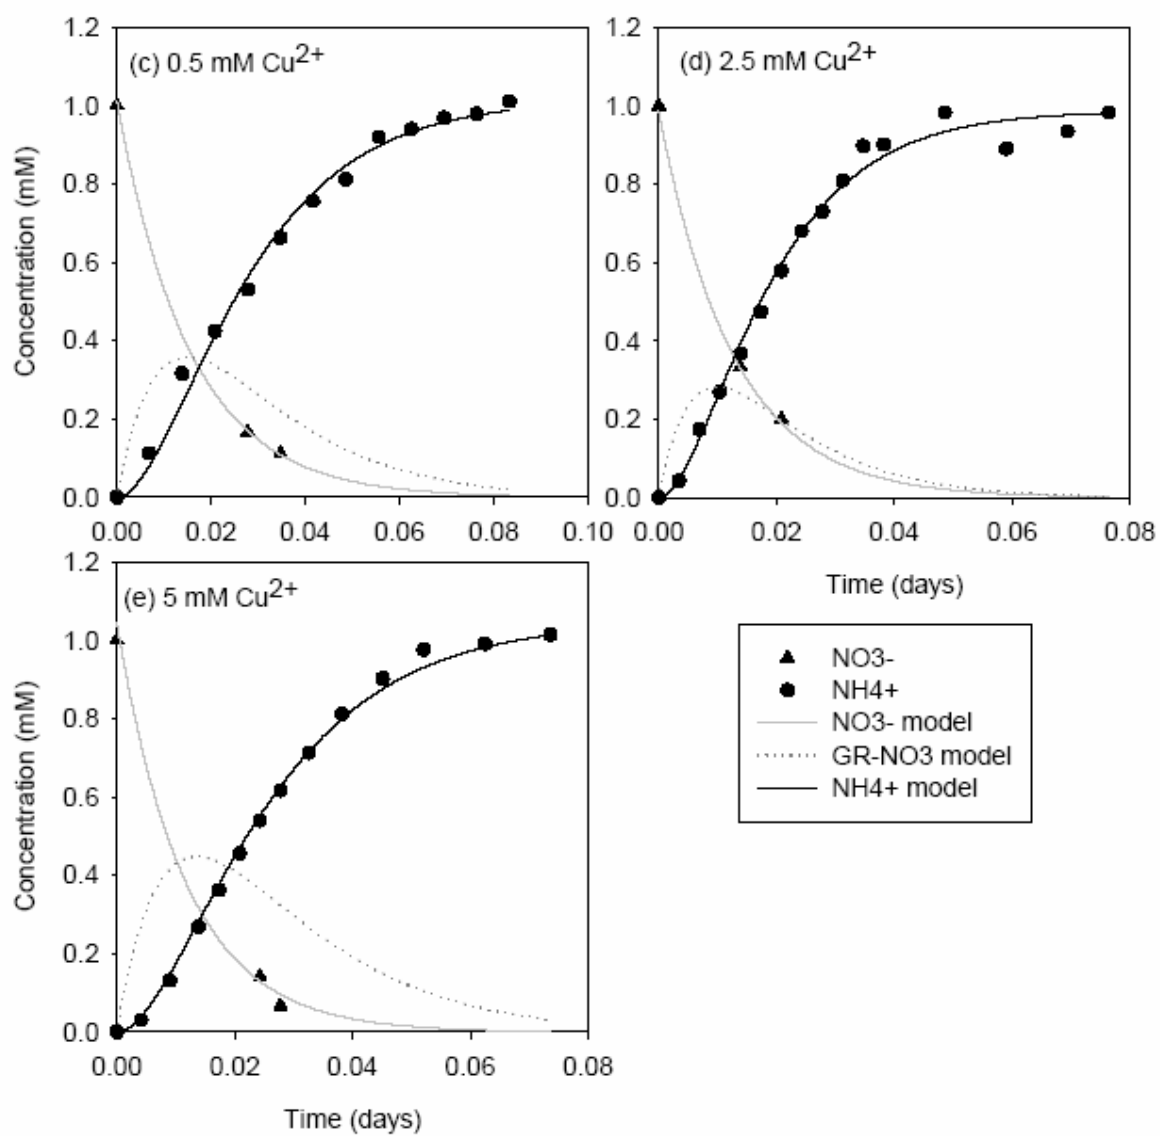 (c) 0.5 mM Cu2+
Concentration (mM)
1.2
1.0
0.8
0.6
0.4
0.2
0.0
0.00 0.02 0.04 0.06 0.08 0.10
(d) 2.5 mM Cu2+
1.2
1.0
0.8
0.6
0.4
0.2
0.0
0.00 0.02 0.04 0.06 0.08
Time (days)
(e) 5 mM Cu2+
Concentration (mM)
1.2
1.0
0.8
0.6
0.4
0.2
0.0
0.00 0.02 0.04 0.06 0.08
Time (days)
NO3-
NH4+
NO3- model
GR-NO3 model
NH4+ model